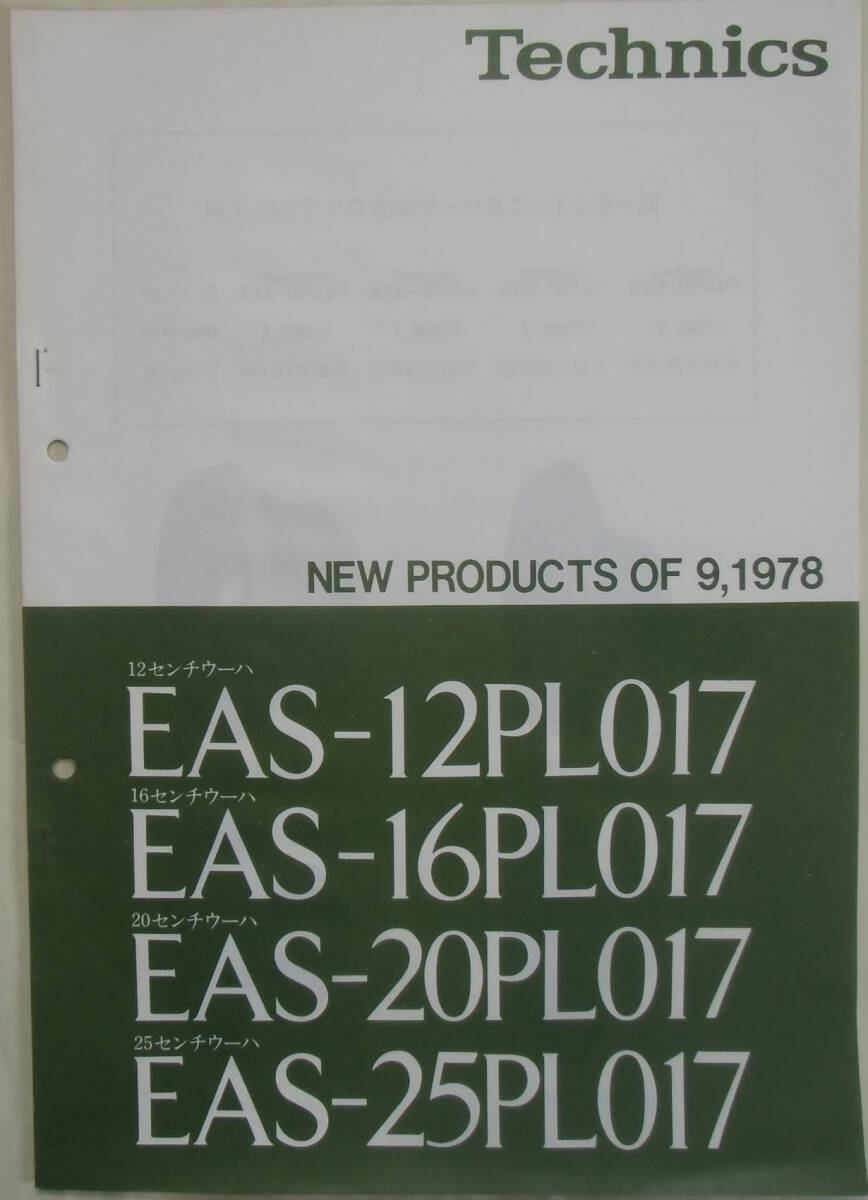 Technics
NEW PRODUCTS OF 9,1978
12センチウーハ
EAS-12PL017
16センチウーハ
EAS-16PL017
20センチウーハ
EAS-20PL017
25センチウーハ
EAS-25PL017